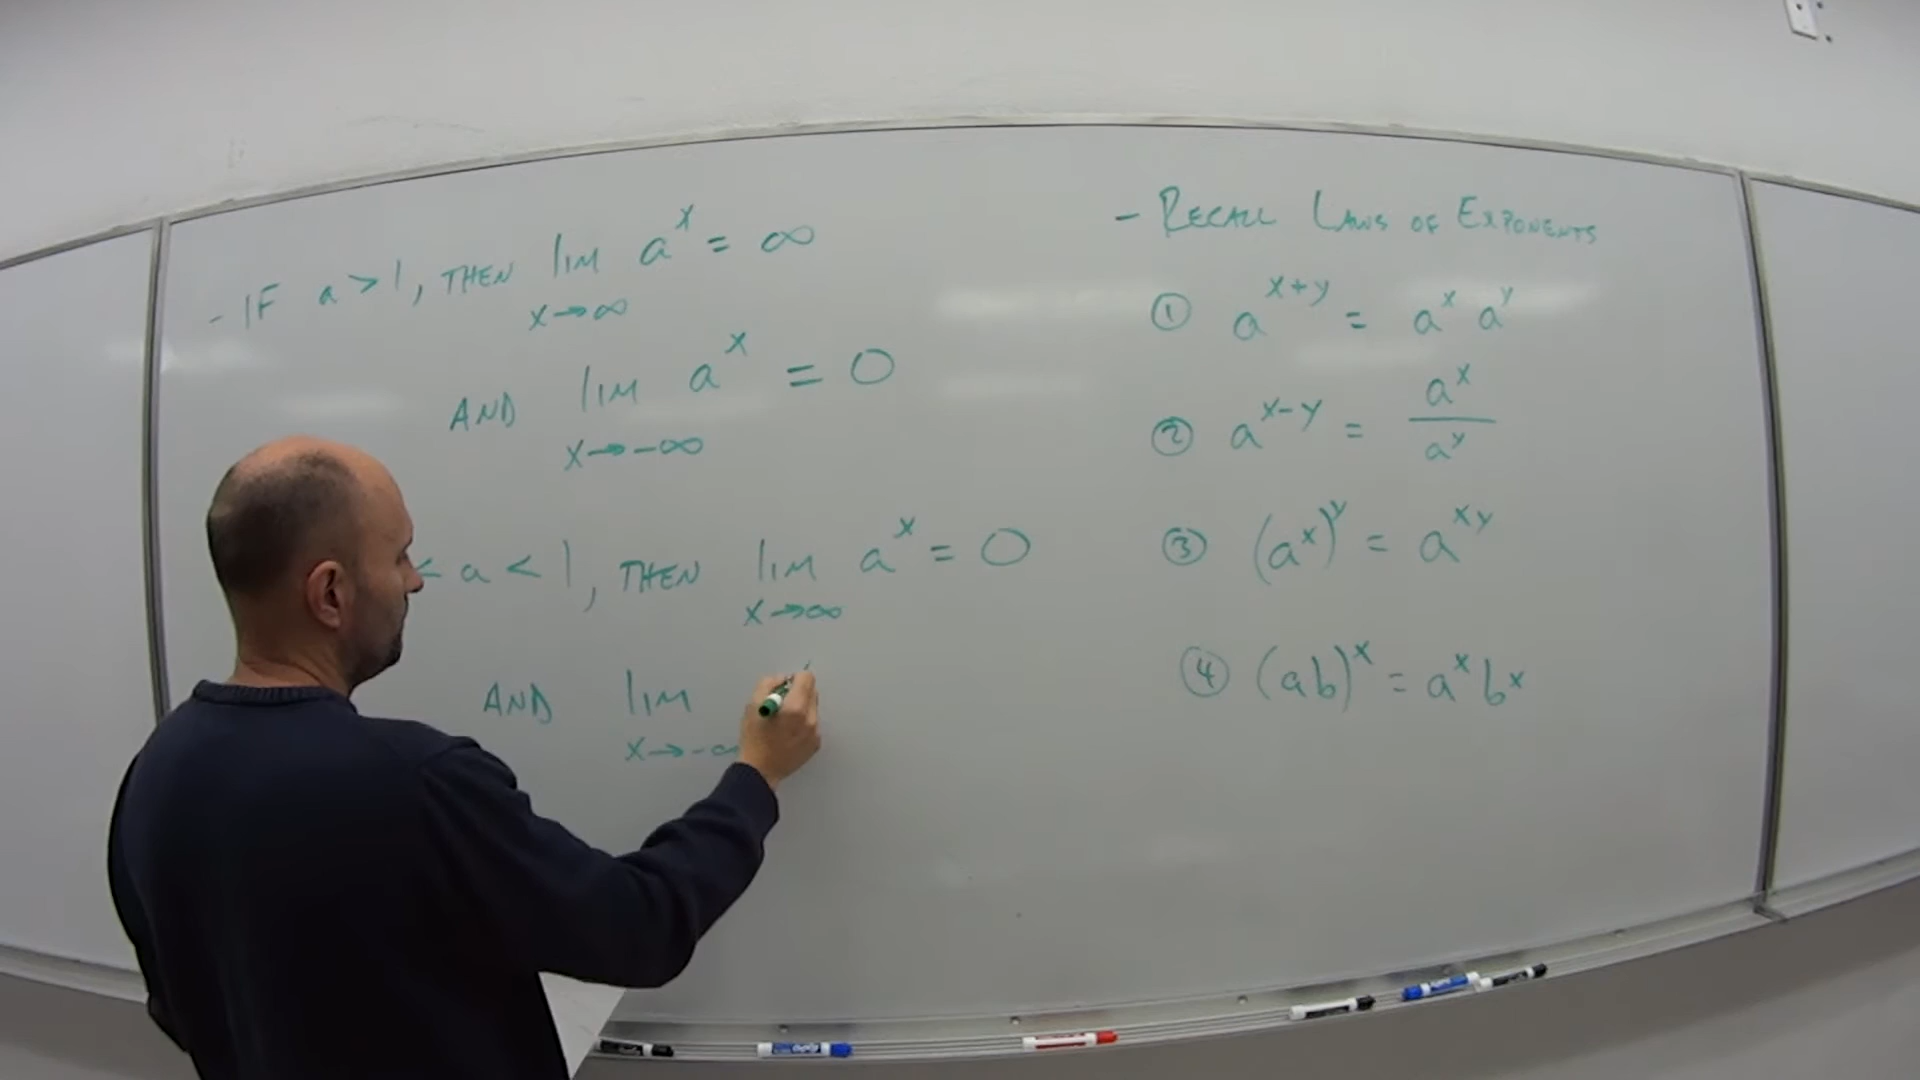 - IF a > 1, THEN lim a^x = ∞
x→∞
AND lim a^x = 0
x→-∞
< a < 1, THEN lim a^x = 0
x→∞
AND lim
x→-∞
- RECALL LAWS OF EXPONENTS
① a^{x+y} = a^x a^y
② a^{x-y} = a^x / a^y
③ (a^x)^y = a^{xy}
④ (ab)^x = a^x b^x